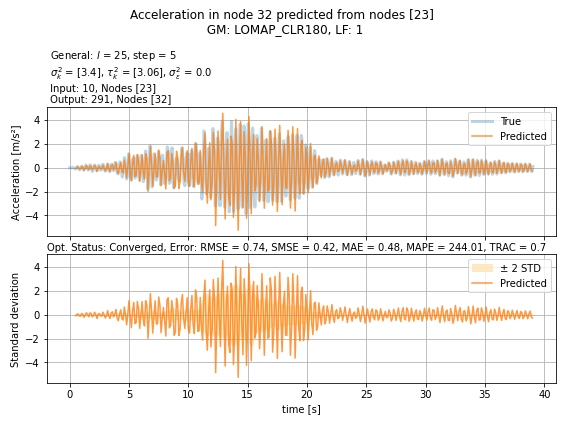 Acceleration in node 32 predicted from nodes [23]
GM: LOMAP_CLR180, LF: 1
General: l = 25, step = 5
σ²ₖ = [3.4], τ²ₖ = [3.06], σ²ₑ = 0.0
Input: 10, Nodes [23]
Output: 291, Nodes [32]
Acceleration [m/s²]
4
2
0
−2
−4
True
Predicted
Opt. Status: Converged, Error: RMSE = 0.74, SMSE = 0.42, MAE = 0.48, MAPE = 244.01, TRAC = 0.7
Standard deviation
4
2
0
−2
−4
± 2 STD
Predicted
0 5 10 15 20 25 30 35 40
time [s]